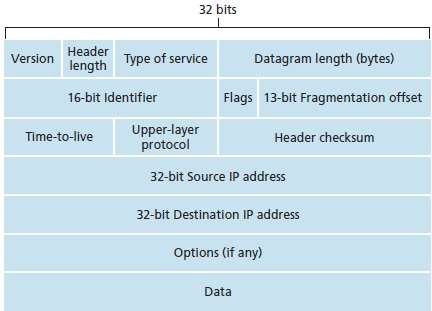 32 bits
Version
Header
length
Type of service
Datagram length (bytes)
16-bit Identifier
Flags
13-bit Fragmentation offset
Time-to-live
Upper-layer
protocol
Header checksum
32-bit Source IP address
32-bit Destination IP address
Options (if any)
Data